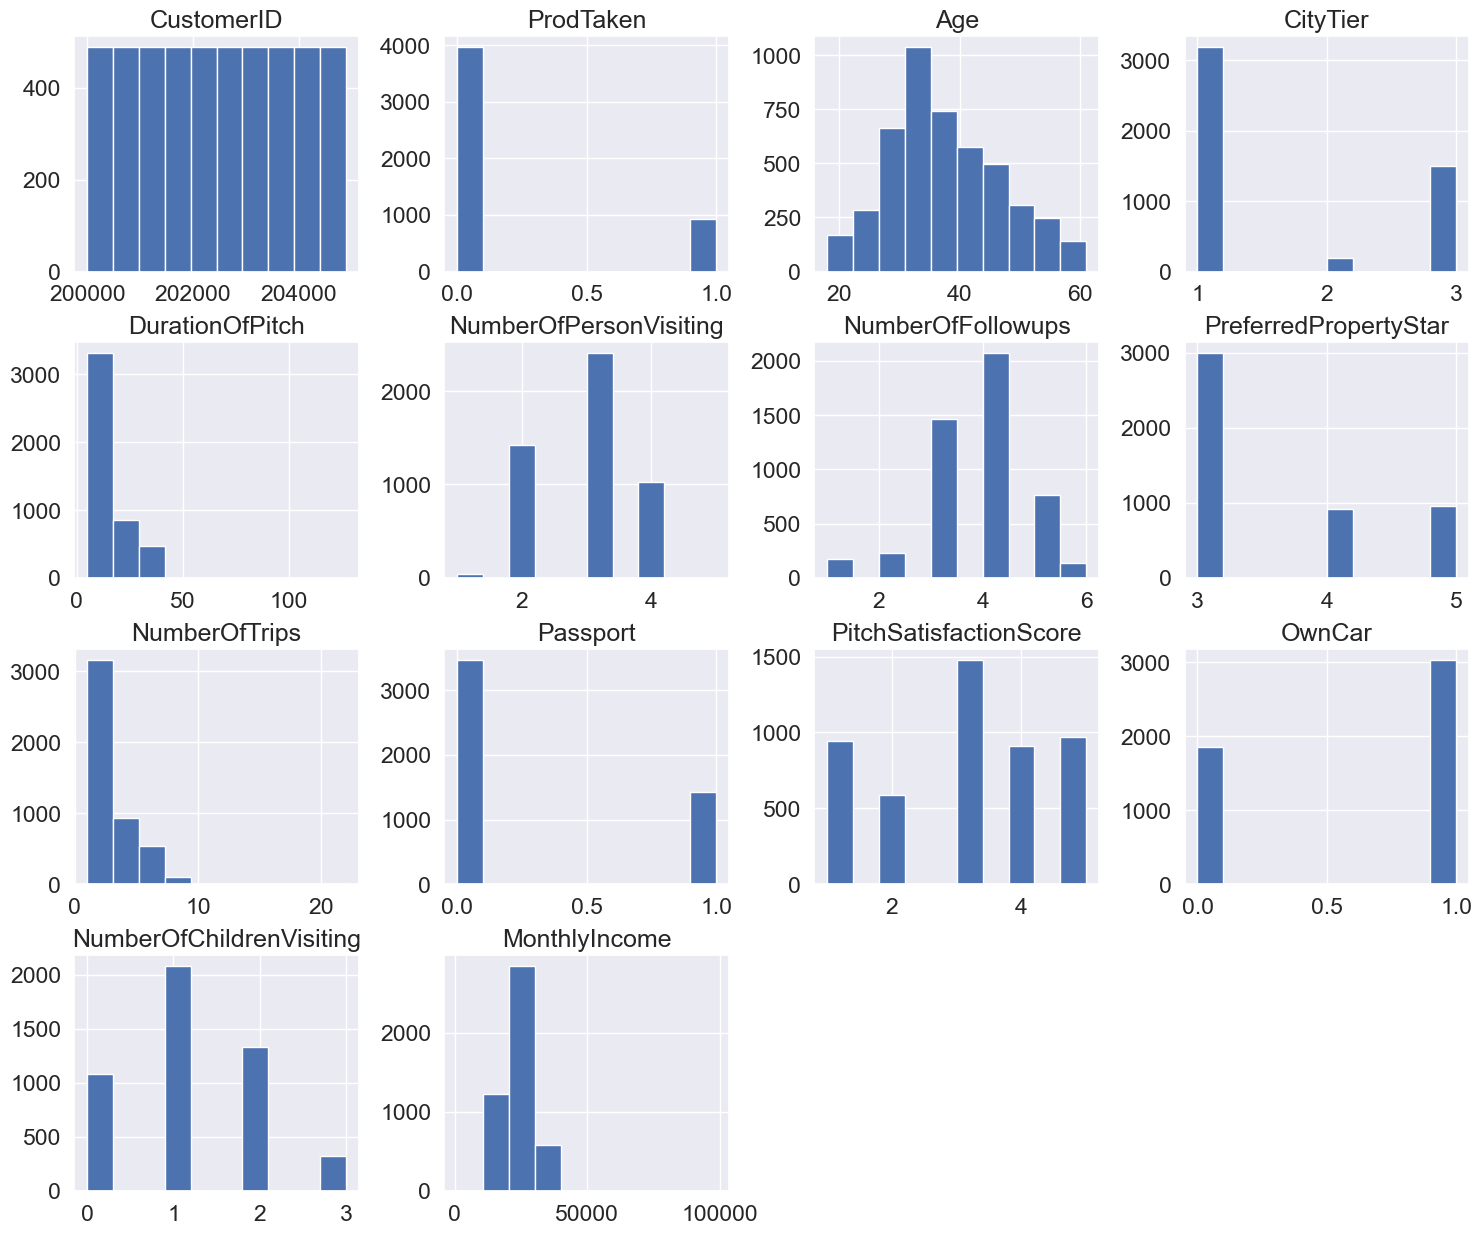 CustomerID
400
200
0
200000 202000 204000
ProdTaken
4000
3000
2000
1000
0
0.0 0.5 1.0
Age
1000
750
500
250
0
20 40 60
CityTier
3000
2000
1000
0
1 2 3
DurationOfPitch
3000
2000
1000
0
0 50 100
NumberOfPersonVisiting
2000
1000
0
2 4
NumberOfFollowups
2000
1500
1000
500
0
2 4 6
PreferredPropertyStar
3000
2000
1000
0
3 4 5
NumberOfTrips
3000
2000
1000
0
0 10 20
Passport
3000
2000
1000
0
0.0 0.5 1.0
PitchSatisfactionScore
1500
1000
500
0
2 4
OwnCar
3000
2000
1000
0
0.0 0.5 1.0
NumberOfChildrenVisiting
2000
1500
1000
500
0
0 1 2 3
MonthlyIncome
2000
1000
0
0 50000 100000